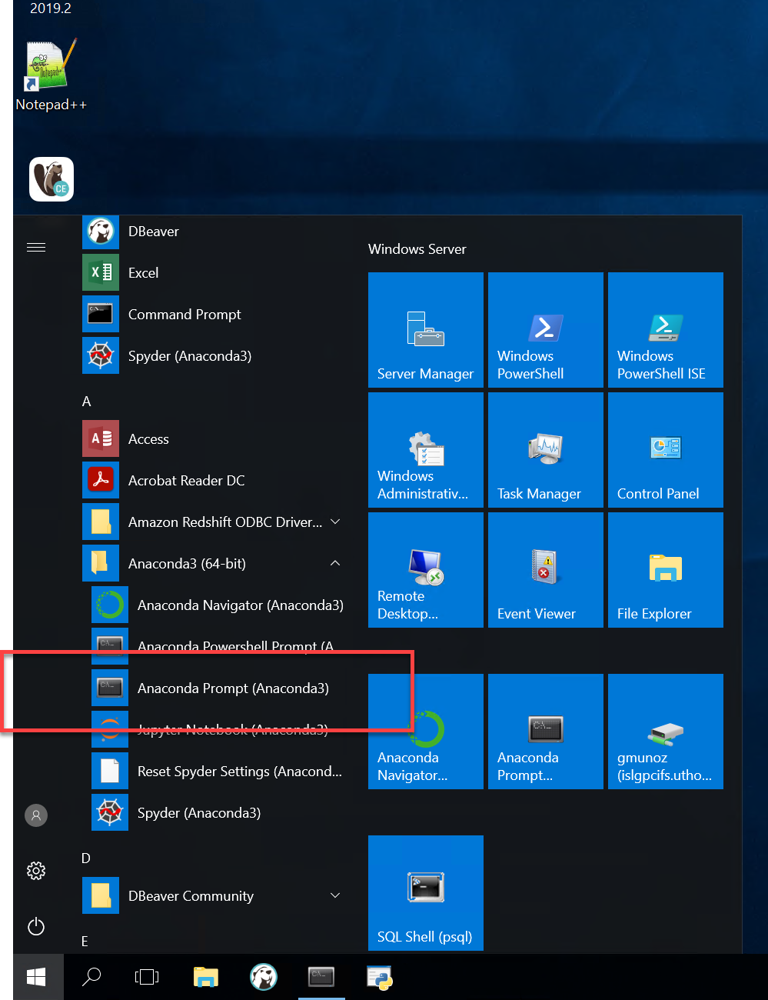 2019.2
Notepad++
CE
DBeaver
Excel
Command Prompt
Spyder (Anaconda3)
A
Access
Acrobat Reader DC
Amazon Redshift ODBC Driver...
Anaconda3 (64-bit)
Anaconda Navigator (Anaconda3)
Anaconda Powershell Prompt (A
Anaconda Prompt (Anaconda3)
Jupyter Notebook (Anaconda3)
Reset Spyder Settings (Anacond...
Spyder (Anaconda3)
D
DBeaver Community
E
Windows Server
Server Manager
Windows
PowerShell
Windows
PowerShell ISE
Windows
Administrativ...
Task Manager
Control Panel
Remote
Desktop...
Event Viewer
File Explorer
Anaconda
Navigator...
Anaconda
Prompt...
gmunoz
(islgpcifs.utho...
SQL Shell (psql)